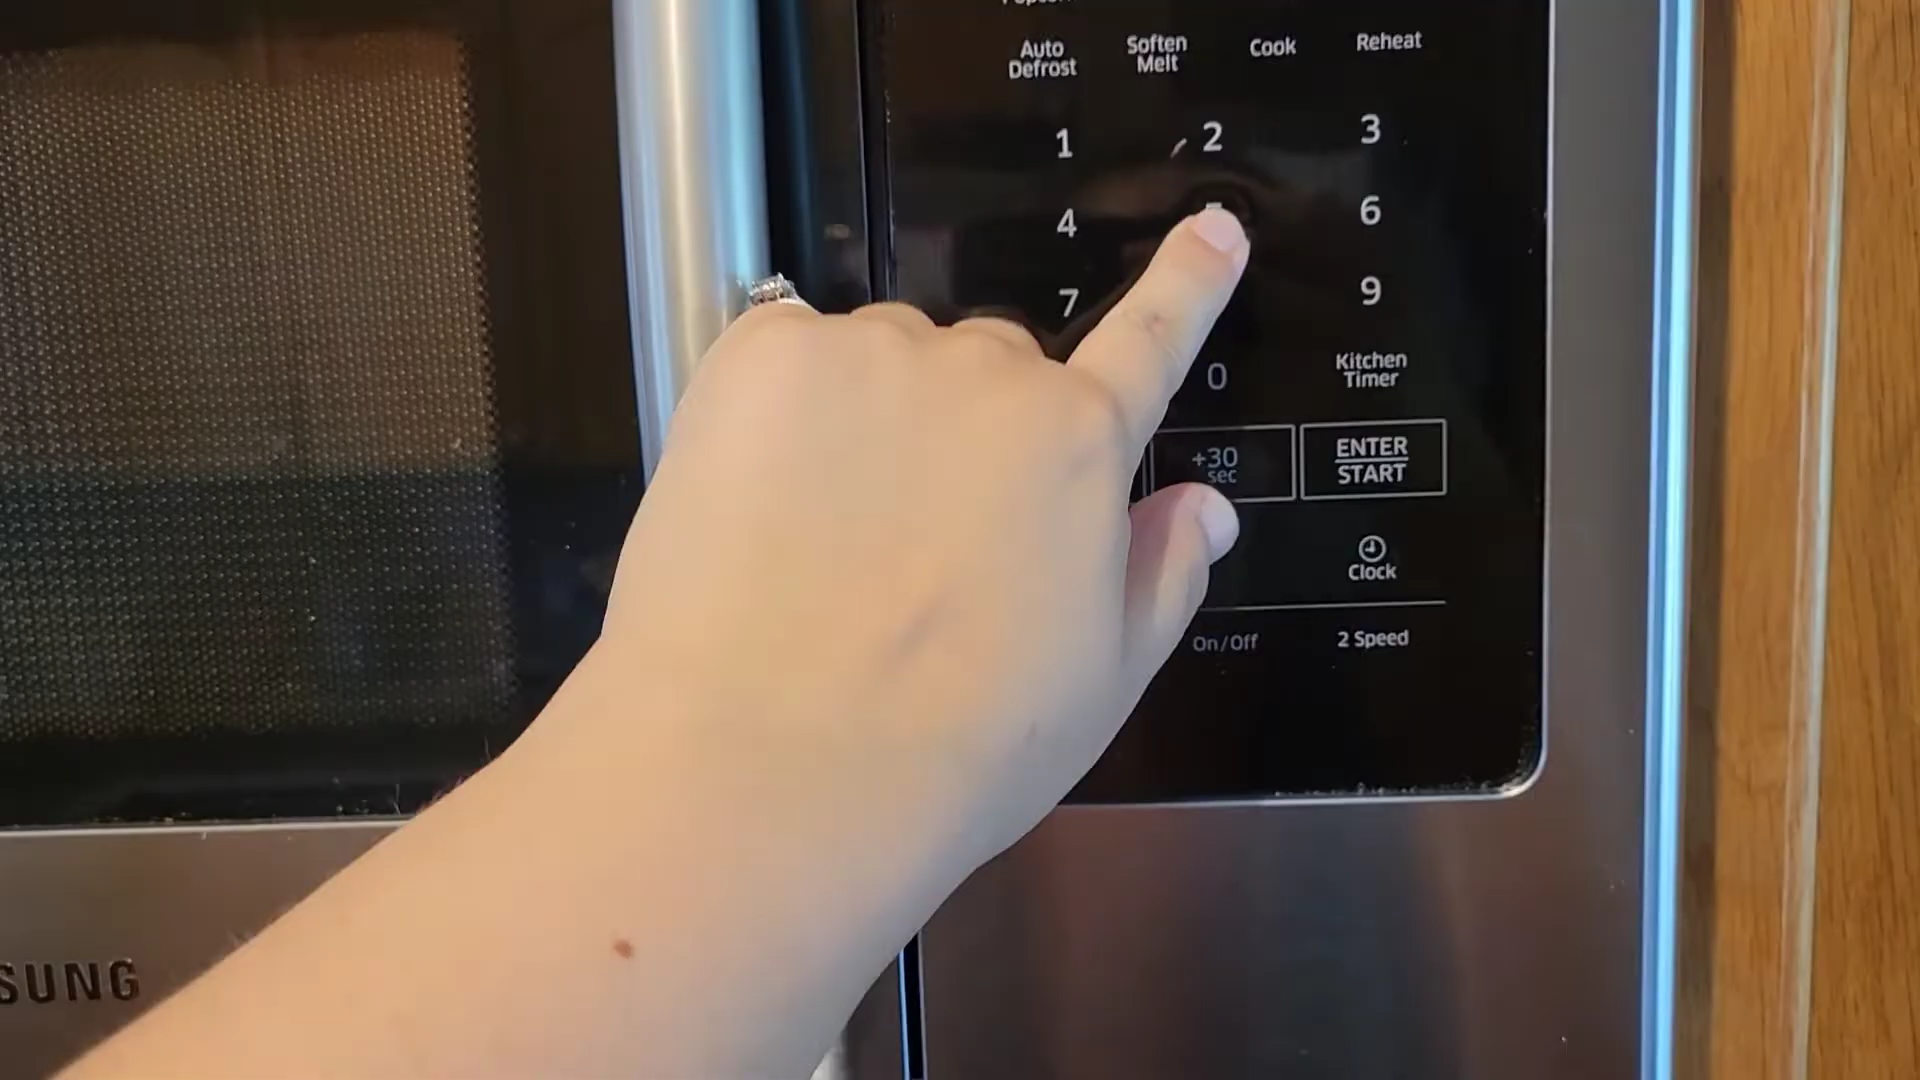 Auto
Defrost
Soften
Melt
Cook
Reheat
1
2
3
4
6
7
9
0
Kitchen
Timer
+30
sec
ENTER
START
Clock
On/Off
2 Speed
SUNG